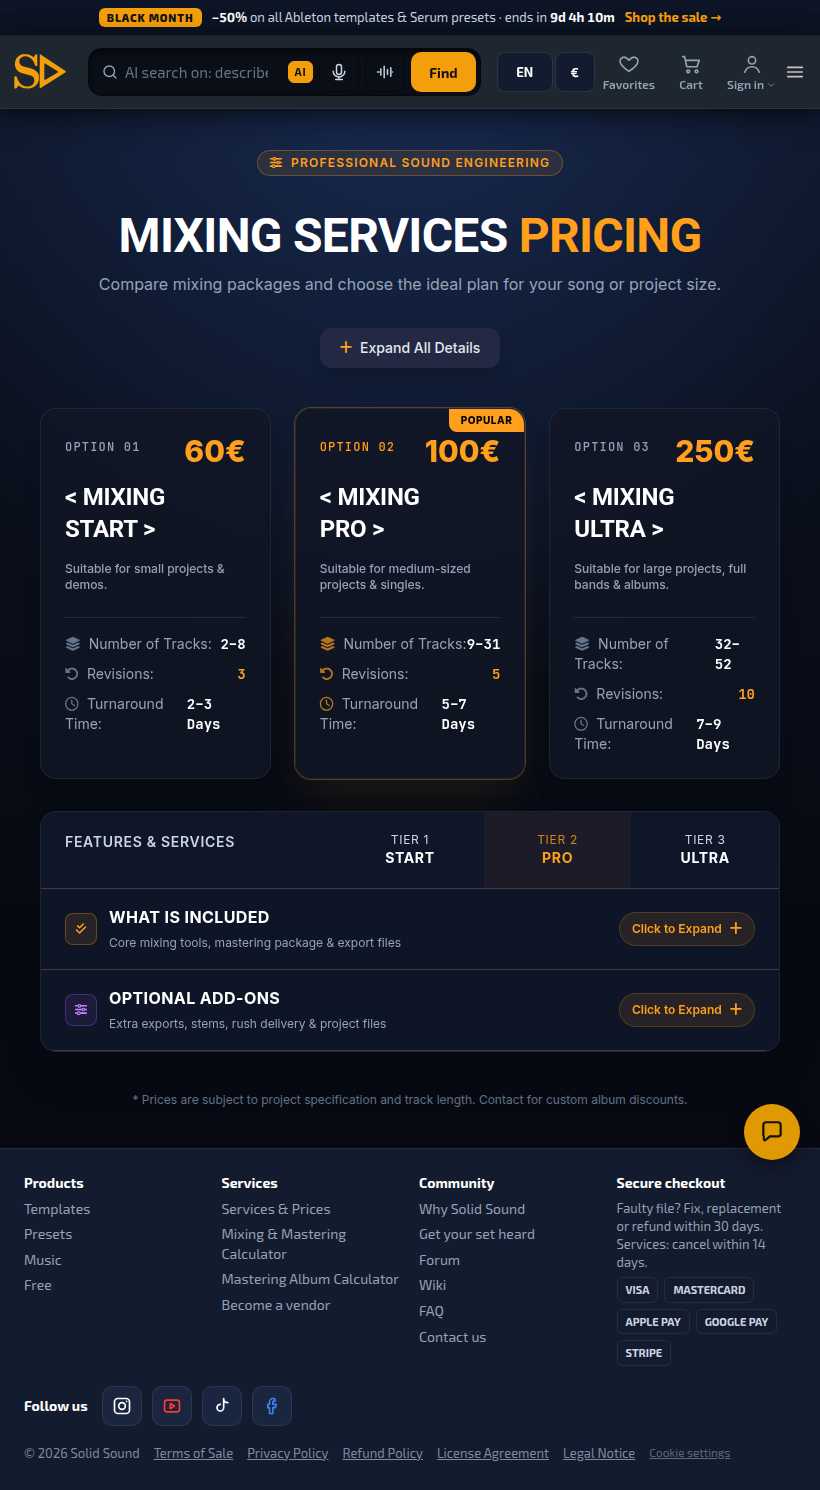 BLACK MONTH −50% on all Ableton templates & Serum presets · ends in 9d 4h 10m Shop the sale →
AI search on: describe AI Find EN € Favorites Cart Sign in
PROFESSIONAL SOUND ENGINEERING
MIXING SERVICES PRICING
Compare mixing packages and choose the ideal plan for your song or project size.
+ Expand All Details
OPTION 01 60€
< MIXING
START >
Suitable for small projects &
demos.
Number of Tracks: 2–8
Revisions: 3
Turnaround Time: 2–3 Days
POPULAR
OPTION 02 100€
< MIXING
PRO >
Suitable for medium-sized
projects & singles.
Number of Tracks: 9–31
Revisions: 5
Turnaround Time: 5–7 Days
OPTION 03 250€
< MIXING
ULTRA >
Suitable for large projects, full
bands & albums.
Number of Tracks: 32–52
Revisions: 10
Turnaround Time: 7–9 Days
FEATURES & SERVICES
TIER 1
START
TIER 2
PRO
TIER 3
ULTRA
WHAT IS INCLUDED
Core mixing tools, mastering package & export files
Click to Expand +
OPTIONAL ADD-ONS
Extra exports, stems, rush delivery & project files
Click to Expand +
* Prices are subject to project specification and track length. Contact for custom album discounts.
Products
Templates
Presets
Music
Free
Services
Services & Prices
Mixing & Mastering
Calculator
Mastering Album Calculator
Become a vendor
Community
Why Solid Sound
Get your set heard
Forum
Wiki
FAQ
Contact us
Secure checkout
Faulty file? Fix, replacement
or refund within 30 days.
Services: cancel within 14
days.
VISA MASTERCARD
APPLE PAY GOOGLE PAY
STRIPE
Follow us
© 2026 Solid Sound Terms of Sale Privacy Policy Refund Policy License Agreement Legal Notice Cookie settings